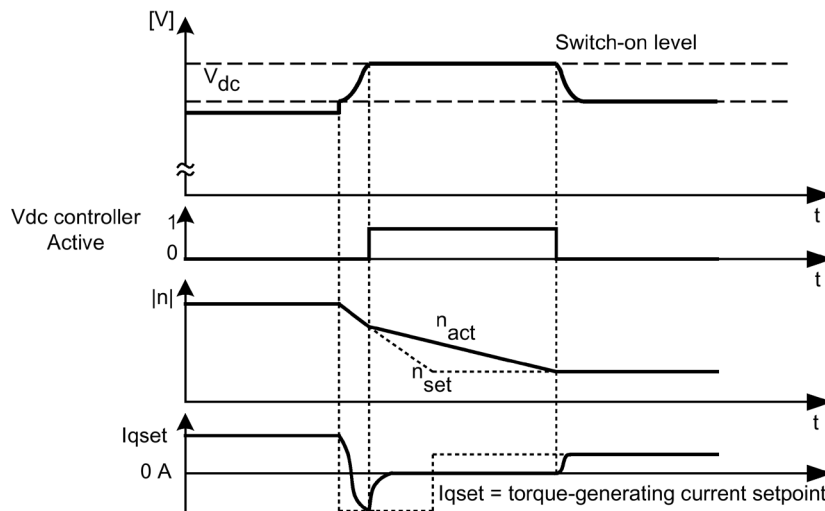 [V]
Switch-on level
Vdc
t
Vdc controller
Active
1
0
t
|n|
nact
nset
t
Iqset
0 A
t
Iqset = torque-generating current setpoint